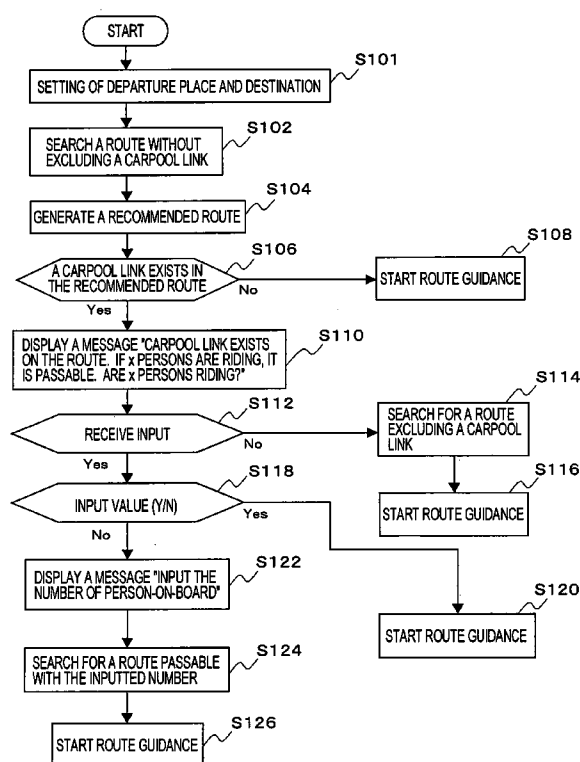 START
S101
SETTING OF DEPARTURE PLACE AND DESTINATION
S102
SEARCH A ROUTE WITHOUT
EXCLUDING A CARPOOL LINK
S104
GENERATE A RECOMMENDED ROUTE
S106
A CARPOOL LINK EXISTS IN
THE RECOMMENDED ROUTE
No
Yes
S108
START ROUTE GUIDANCE
S110
DISPLAY A MESSAGE "CARPOOL LINK EXISTS
ON THE ROUTE. IF x PERSONS ARE RIDING, IT
IS PASSABLE. ARE x PERSONS RIDING?"
S112
RECEIVE INPUT
No
Yes
S114
SEARCH FOR A ROUTE
EXCLUDING A CARPOOL
LINK
S116
START ROUTE GUIDANCE
S118
INPUT VALUE (Y/N)
Yes
No
S120
START ROUTE GUIDANCE
S122
DISPLAY A MESSAGE "INPUT THE
NUMBER OF PERSON-ON-BOARD"
S124
SEARCH FOR A ROUTE PASSABLE
WITH THE INPUTTED NUMBER
S126
START ROUTE GUIDANCE